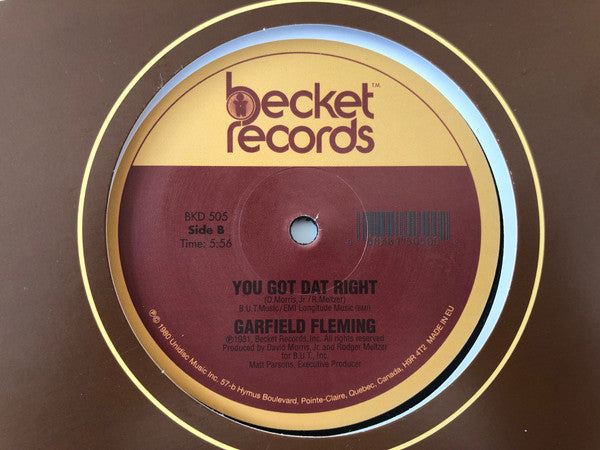 becket™
records
BKD 505
Side B
Time: 5:56
YOU GOT DAT RIGHT
(D.Morris, Jr./R.Meltzer)
B.U.T.Music/EMI Longitude Music (BMI)
GARFIELD FLEMING
℗1981, Becket Records, Inc. All rights reserved
Produced by David Morris, Jr. and Rodger Meltzer
for B.U.T., Inc.
Matt Parsons, Executive Producer
℗© 1980 Unidisc Music Inc. 57-b Hymus Boulevard, Pointe-Claire, Quebec, Canada, H9R 4T2 MADE IN EU